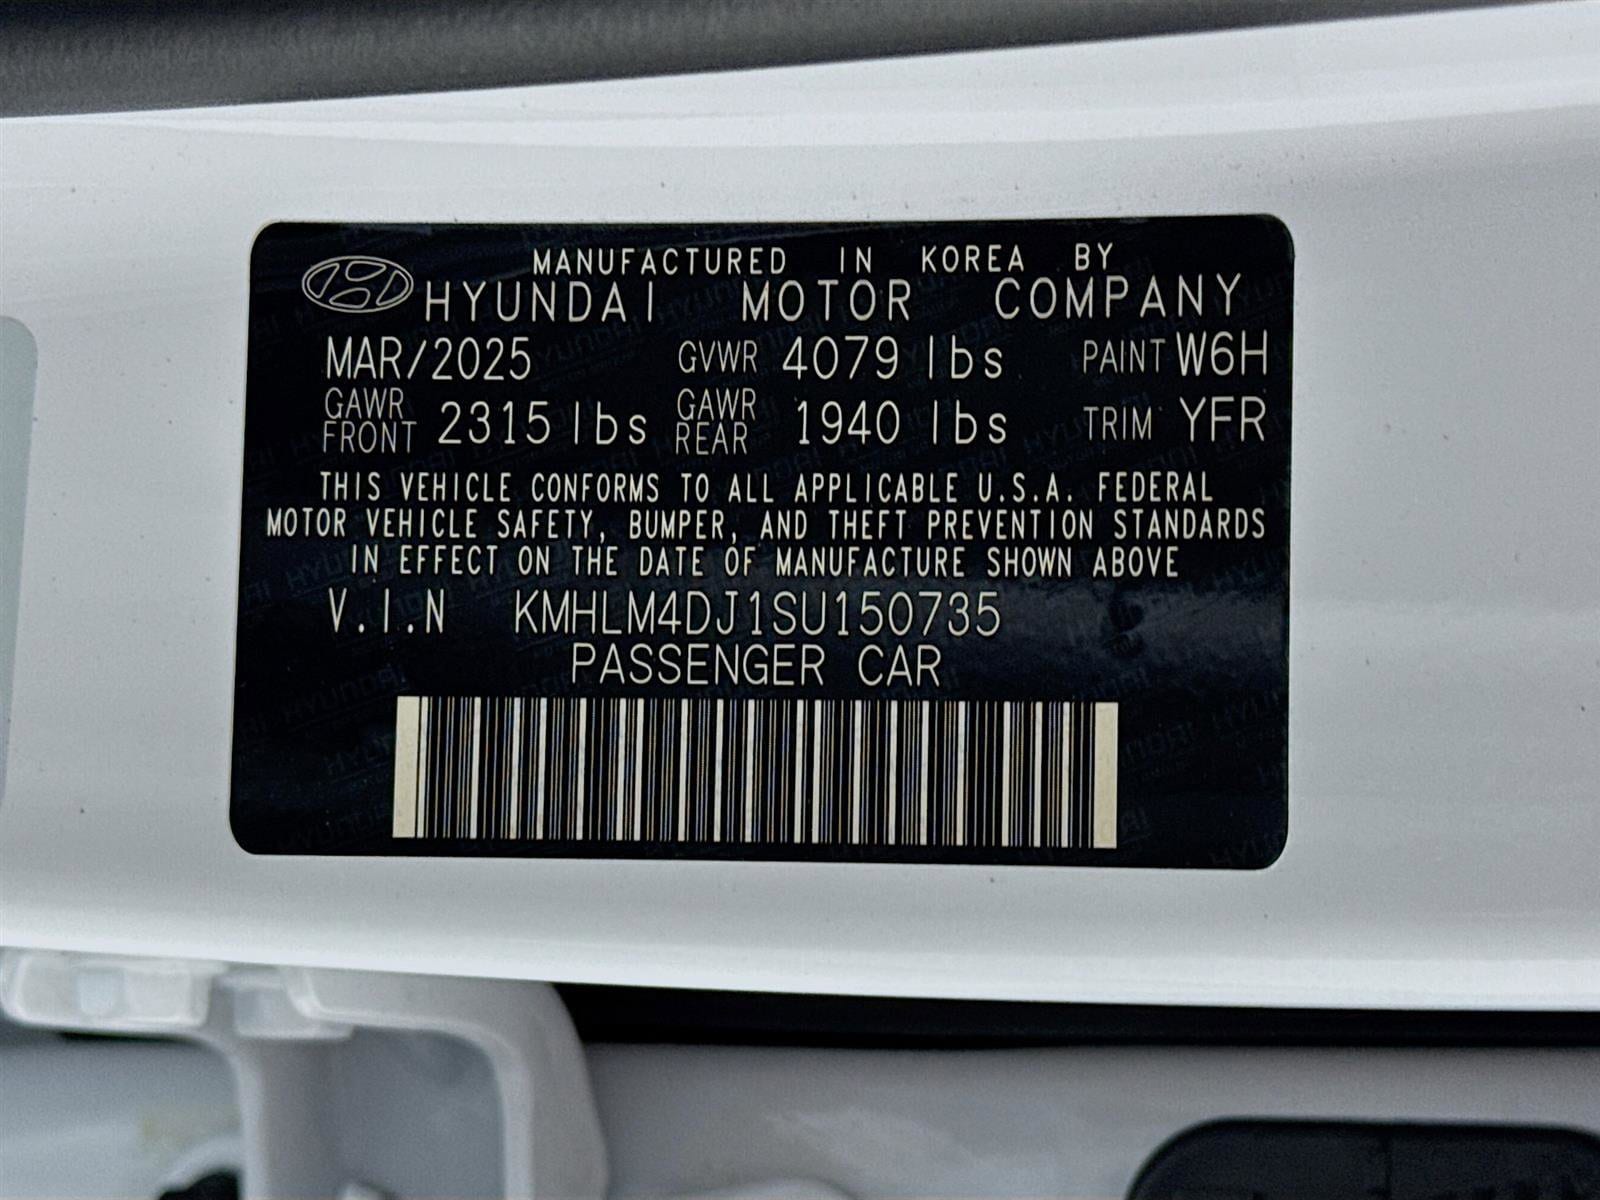 MANUFACTURED IN KOREA BY
HYUNDAI MOTOR COMPANY
MAR/2025 GVWR 4079 lbs PAINT W6H
GAWR FRONT 2315 lbs GAWR REAR 1940 lbs TRIM YFR
THIS VEHICLE CONFORMS TO ALL APPLICABLE U.S.A. FEDERAL
MOTOR VEHICLE SAFETY, BUMPER, AND THEFT PREVENTION STANDARDS
IN EFFECT ON THE DATE OF MANUFACTURE SHOWN ABOVE
V.I.N KMHLM4DJ1SU150735
PASSENGER CAR